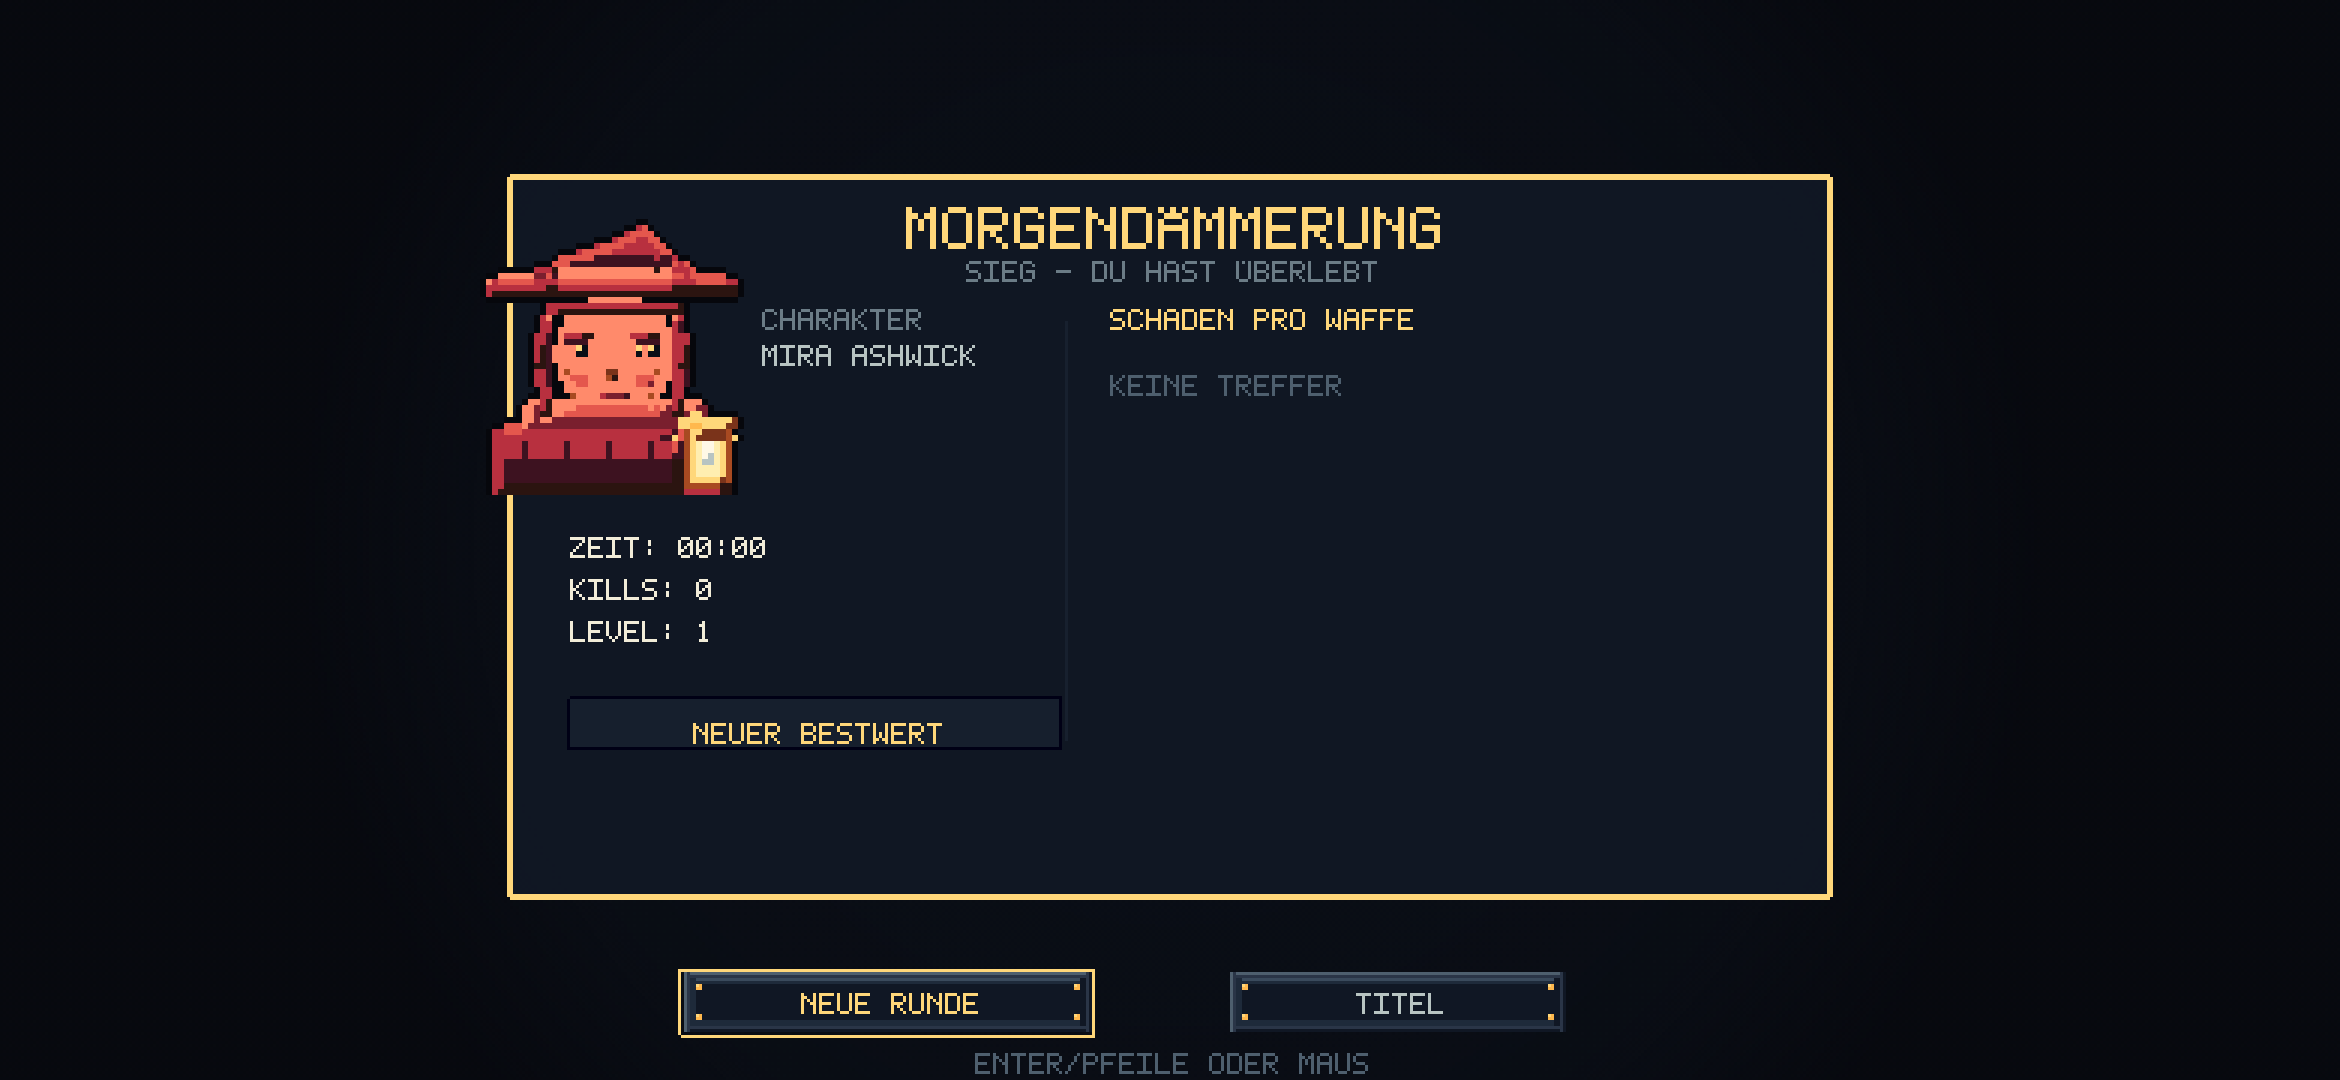 MORGENDÄMMERUNG
SIEG - DU HAST ÜBERLEBT
CHARAKTER
MIRA ASHWICK
SCHADEN PRO WAFFE
KEINE TREFFER
ZEIT: 00:00
KILLS: 0
LEVEL: 1
NEUER BESTWERT
NEUE RUNDE
TITEL
ENTER/PFEILE ODER MAUS